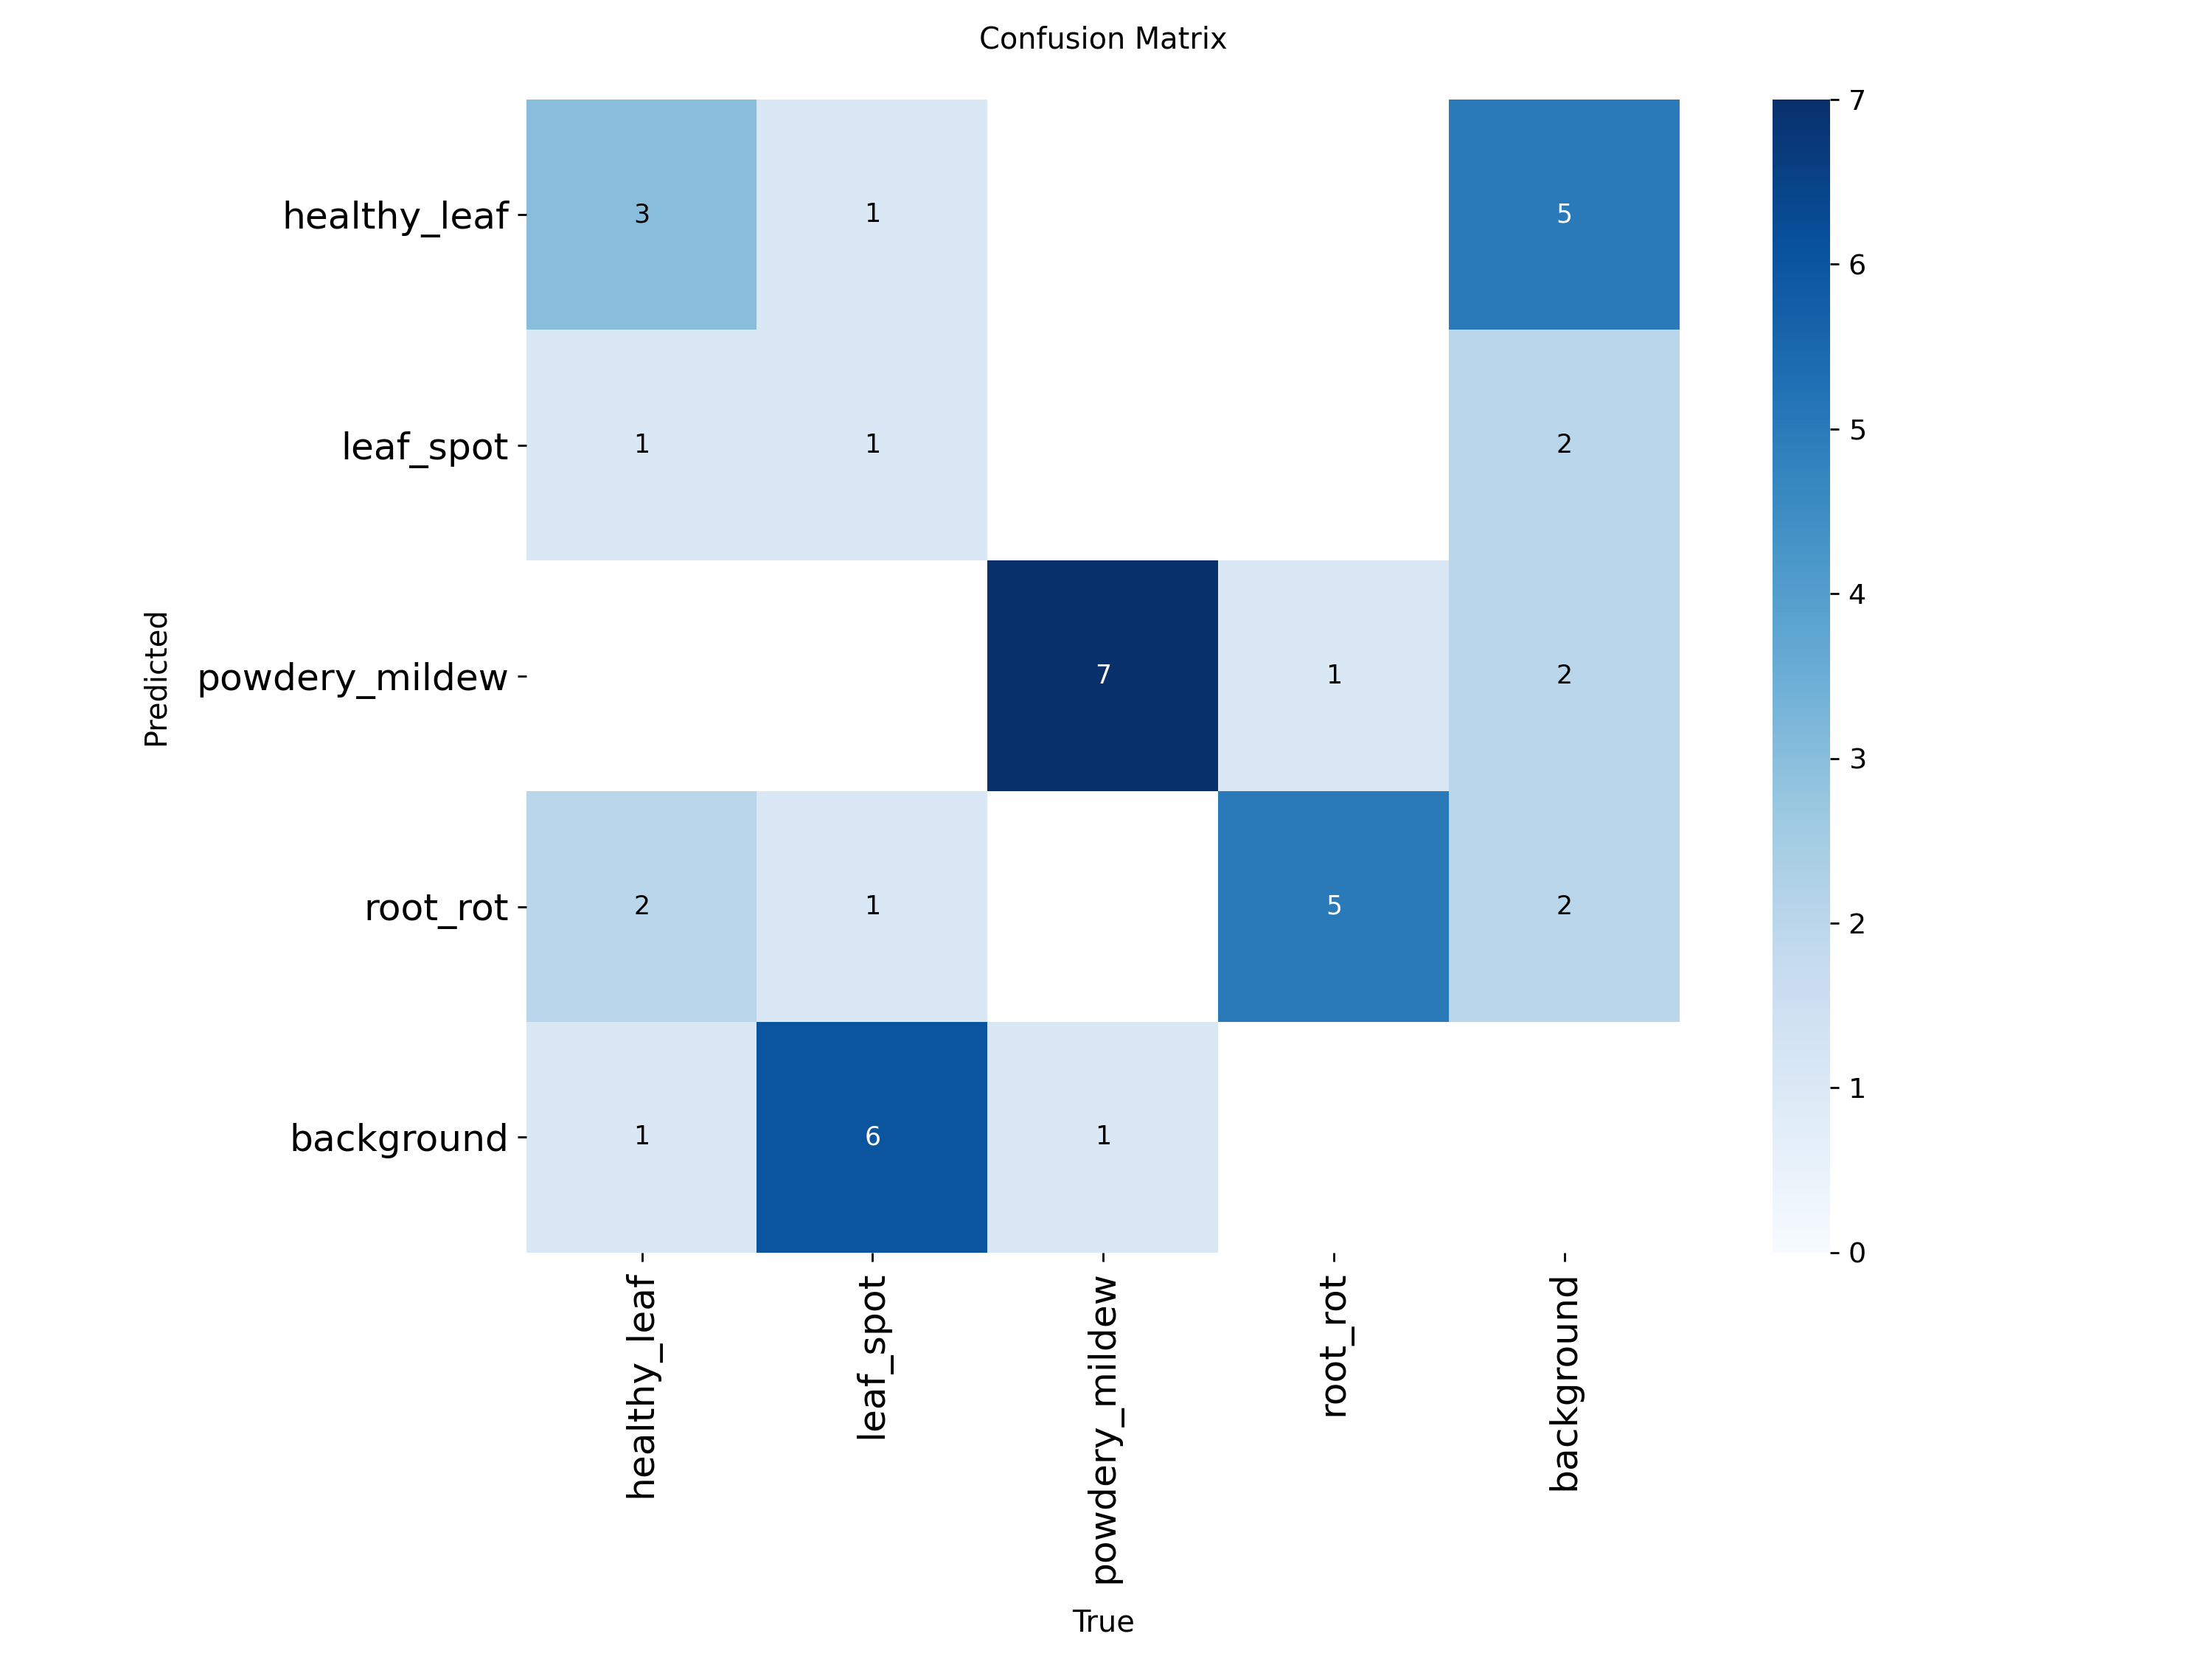 Confusion Matrix
healthy_leaf 3 1 5
leaf_spot 1 1 2
powdery_mildew 7 1 2
root_rot 2 1 5 2
background 1 6 1
Predicted
healthy_leaf
leaf_spot
powdery_mildew
root_rot
background
True
7
6
5
4
3
2
1
0